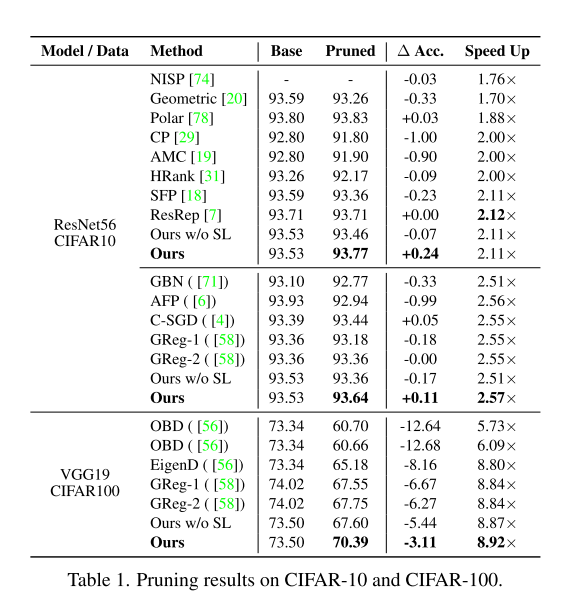 Model / Data Method Base Pruned Δ Acc. Speed Up
NISP [74] - - -0.03 1.76×
Geometric [20] 93.59 93.26 -0.33 1.70×
Polar [78] 93.80 93.83 +0.03 1.88×
CP [29] 92.80 91.80 -1.00 2.00×
AMC [19] 92.80 91.90 -0.90 2.00×
HRank [31] 93.26 92.17 -0.09 2.00×
SFP [18] 93.59 93.36 -0.23 2.11×
ResRep [7] 93.71 93.71 +0.00 2.12×
ResNet56
CIFAR10
Ours w/o SL 93.53 93.46 -0.07 2.11×
Ours 93.53 93.77 +0.24 2.11×
GBN ( [71]) 93.10 92.77 -0.33 2.51×
AFP ( [6]) 93.93 92.94 -0.99 2.56×
C-SGD ( [4]) 93.39 93.44 +0.05 2.55×
GReg-1 ( [58]) 93.36 93.18 -0.18 2.55×
GReg-2 ( [58]) 93.36 93.36 -0.00 2.55×
Ours w/o SL 93.53 93.36 -0.17 2.51×
Ours 93.53 93.64 +0.11 2.57×
OBD ( [56]) 73.34 60.70 -12.64 5.73×
OBD ( [56]) 73.34 60.66 -12.68 6.09×
EigenD ( [56]) 73.34 65.18 -8.16 8.80×
VGG19
CIFAR100
GReg-1 ( [58]) 74.02 67.55 -6.67 8.84×
GReg-2 ( [58]) 74.02 67.75 -6.27 8.84×
Ours w/o SL 73.50 67.60 -5.44 8.87×
Ours 73.50 70.39 -3.11 8.92×
Table 1. Pruning results on CIFAR-10 and CIFAR-100.